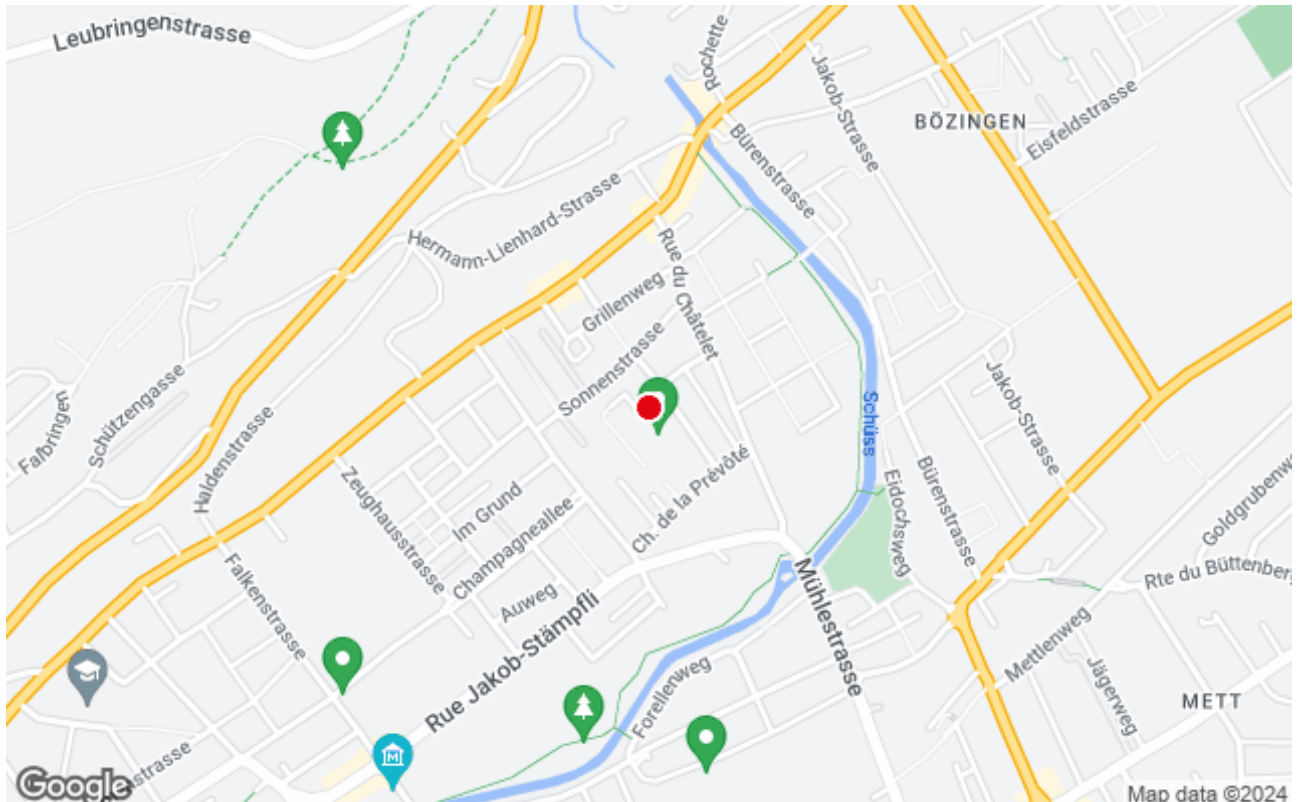 Leubringenstrasse
Rochette
Jakob-Strasse
BÖZINGEN
Eisfeldstrasse
Bürenstrasse
Hermann-Lienhard-Strasse
Rue du Châtelet
Grillenweg
Sonnenstrasse
Schützengasse
Falbringen
Haldenstrasse
Schüss
Jakob-Strasse
Ch. de la Prévôté
Zeughausstrasse
Im Grund
Champagneallee
Eidochsweg
Bürenstrasse
Goldgrubenwe
Auweg
Falkenstrasse
Mühlestrasse
Rte du Büttenberg
Rue Jakob-Stämpfli
Mettlenweg
Forellenweg
Jägerweg
METT
strasse
M
Google
Map data ©2024